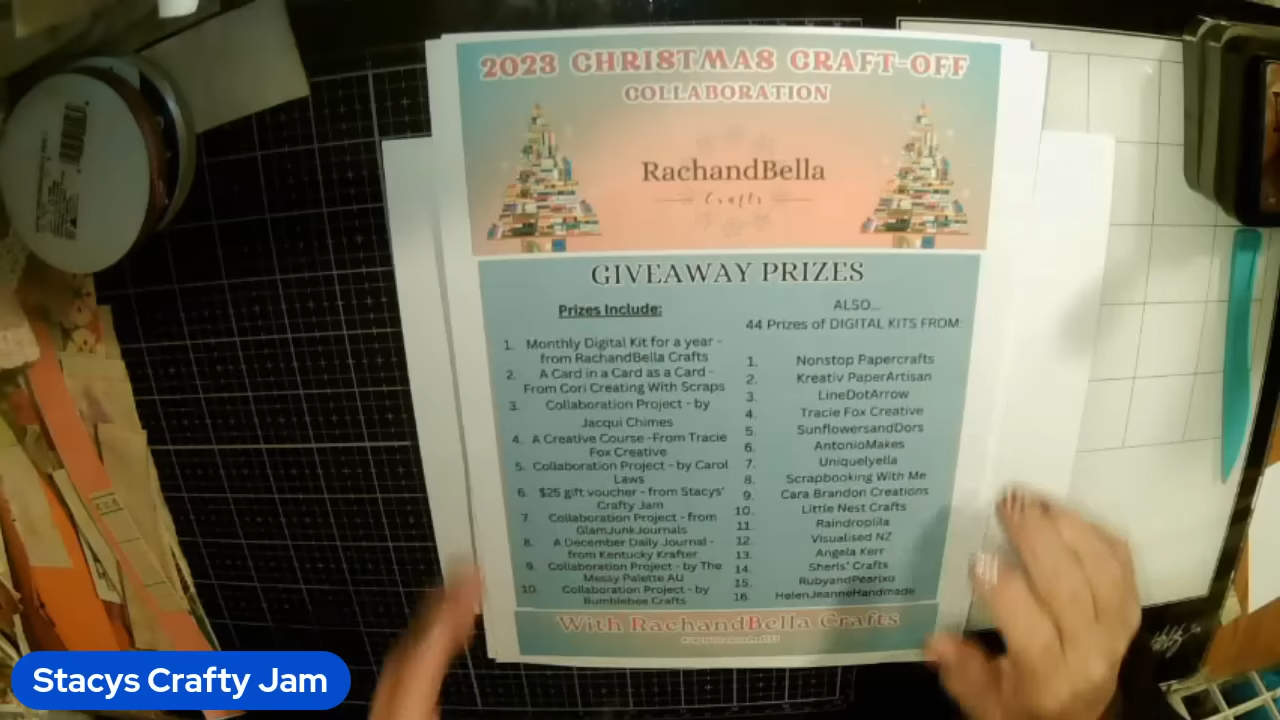 2023 CHRISTMAS CRAFT-OFF
COLLABORATION
RachandBella
Crafts
GIVEAWAY PRIZES
Prizes Include:
1. Monthly Digital Kit for a year -
from RachandBella Crafts
2. A Card in a Card as a Card -
From Cori Creating With Scraps
3. Collaboration Project - by
Jacqui Chimes
4. A Creative Course -From Tracie
Fox Creative
5. Collaboration Project - by Carol
Laws
6. $25 gift voucher - from Stacys'
Crafty Jam
7. Collaboration Project - from
GlamJunkJournals
8. A December Daily Journal -
from Kentucky Krafter
9. Collaboration Project - by The
Messy Palette AU
10. Collaboration Project - by
Bumblebee Crafts
ALSO...
44 Prizes of DIGITAL KITS FROM:
1. Nonstop Papercrafts
2. Kreativ PaperArtisan
3. LineDotArrow
4. Tracie Fox Creative
5. SunflowersandDors
6. AntonioMakes
7. Uniquelyella
8. Scrapbooking With Me
9. Cara Brandon Creations
10. Little Nest Crafts
11. Raindroplila
12. Visualised NZ
13. Angela Kerr
14. Sheris' Crafts
15.
16. HelenJeanneHandmade
With RachandBella Crafts
Stacys Crafty Jam